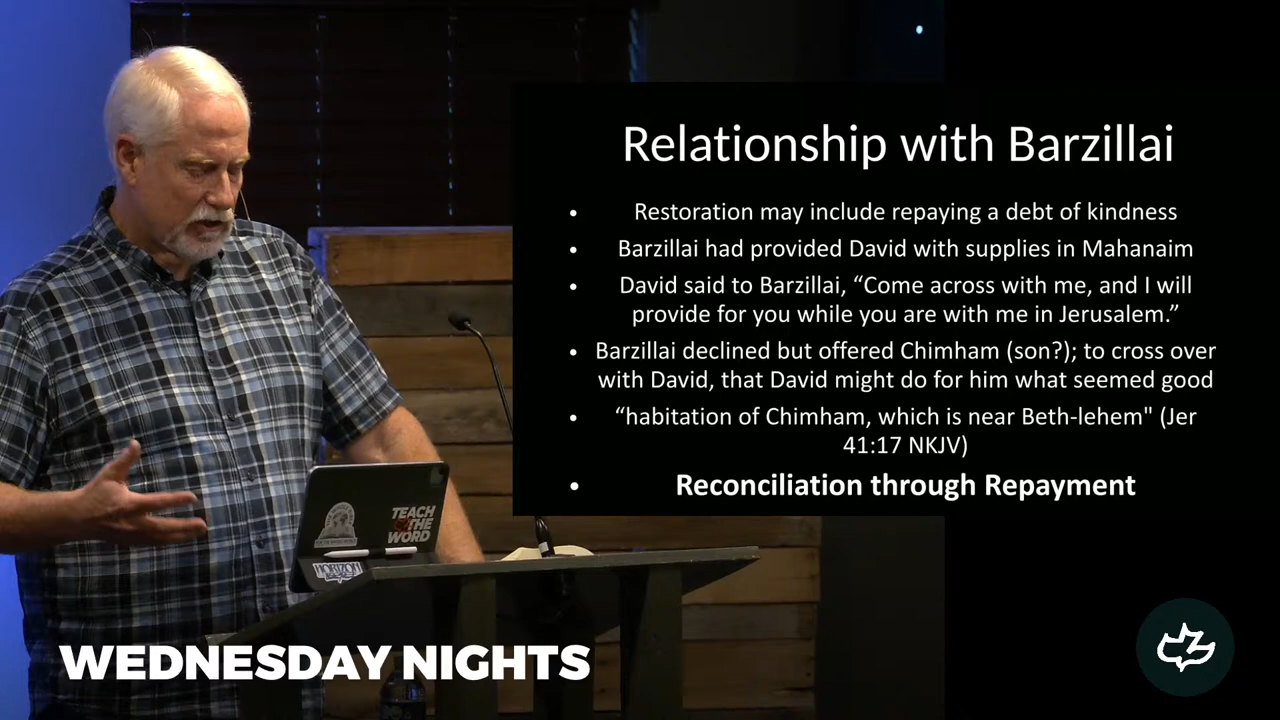 Relationship with Barzillai
• Restoration may include repaying a debt of kindness
• Barzillai had provided David with supplies in Mahanaim
• David said to Barzillai, “Come across with me, and I will
provide for you while you are with me in Jerusalem.”
• Barzillai declined but offered Chimham (son?); to cross over
with David, that David might do for him what seemed good
• “habitation of Chimham, which is near Beth-lehem" (Jer
41:17 NKJV)
• Reconciliation through Repayment
TEACH
THE
WORD
HORIZON
WEDNESDAY NIGHTS